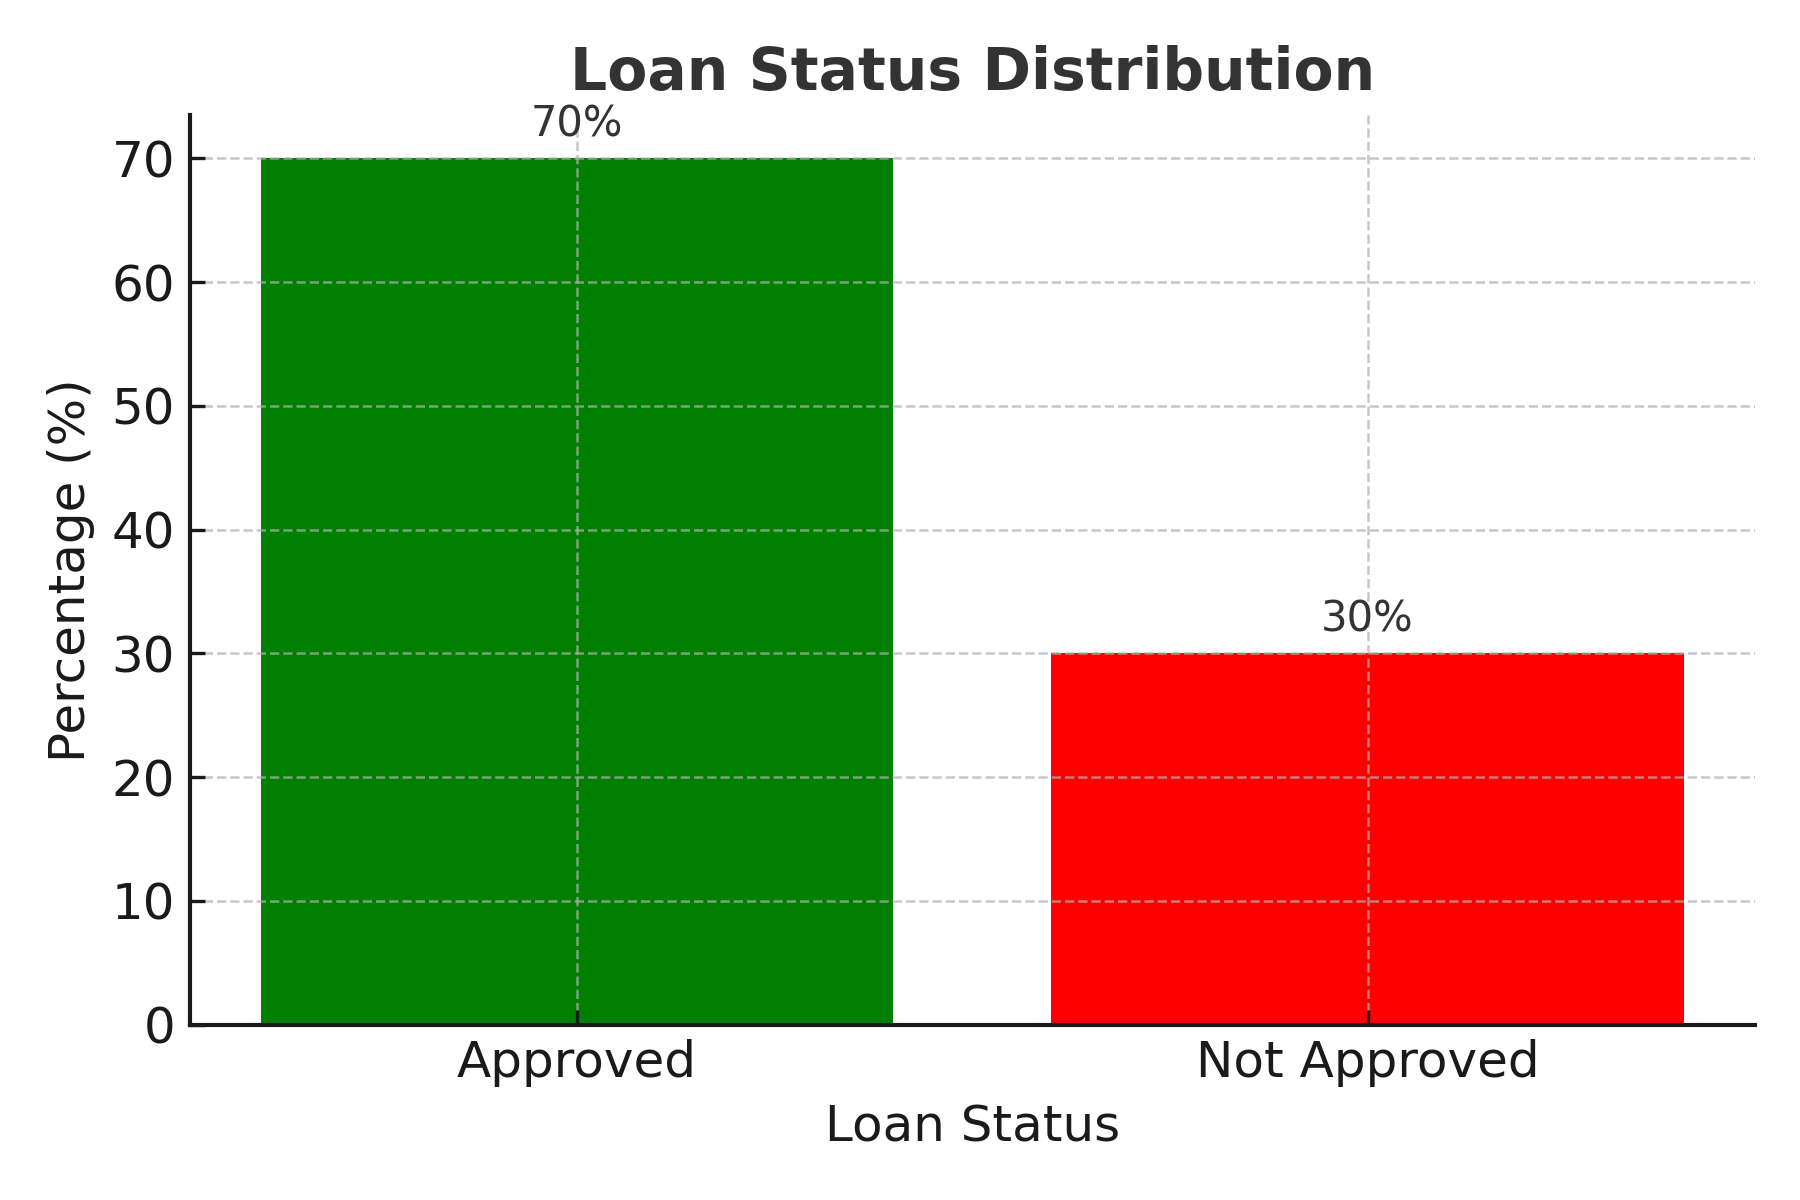 Loan Status Distribution
70%
70
60
50
40
30%
30
20
10
0
Percentage (%)
Approved
Not Approved
Loan Status